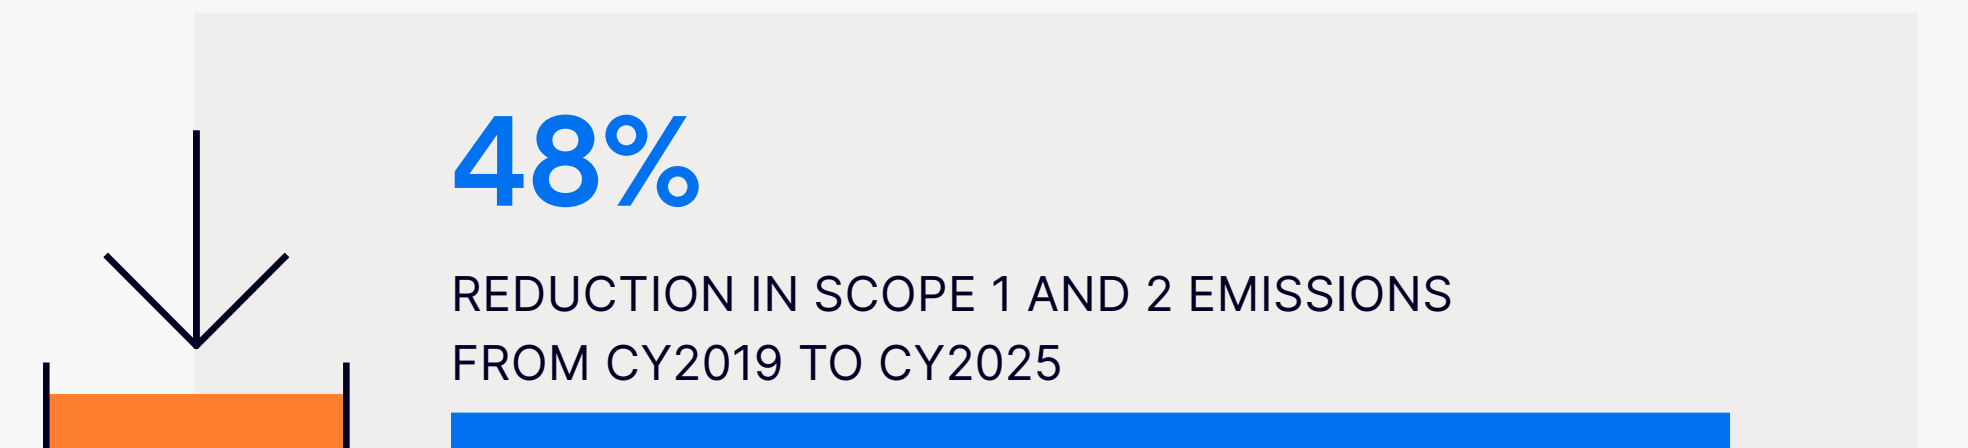 48%
REDUCTION IN SCOPE 1 AND 2 EMISSIONS
FROM CY2019 TO CY2025